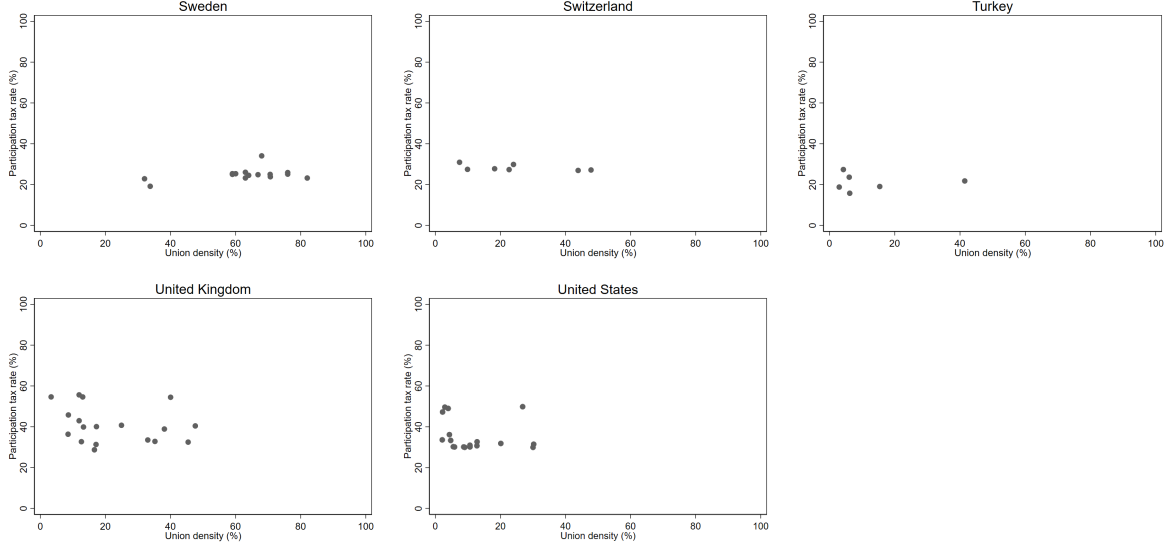 Sweden
Participation tax rate (%)
100
80
60
40
20
0
0 20 40 60 80 100
Union density (%)
Switzerland
Participation tax rate (%)
100
80
60
40
20
0
0 20 40 60 80 100
Union density (%)
Turkey
Participation tax rate (%)
100
80
60
40
20
0
0 20 40 60 80 100
Union density (%)
United Kingdom
Participation tax rate (%)
100
80
60
40
20
0
0 20 40 60 80 100
Union density (%)
United States
Participation tax rate (%)
100
80
60
40
20
0
0 20 40 60 80 100
Union density (%)